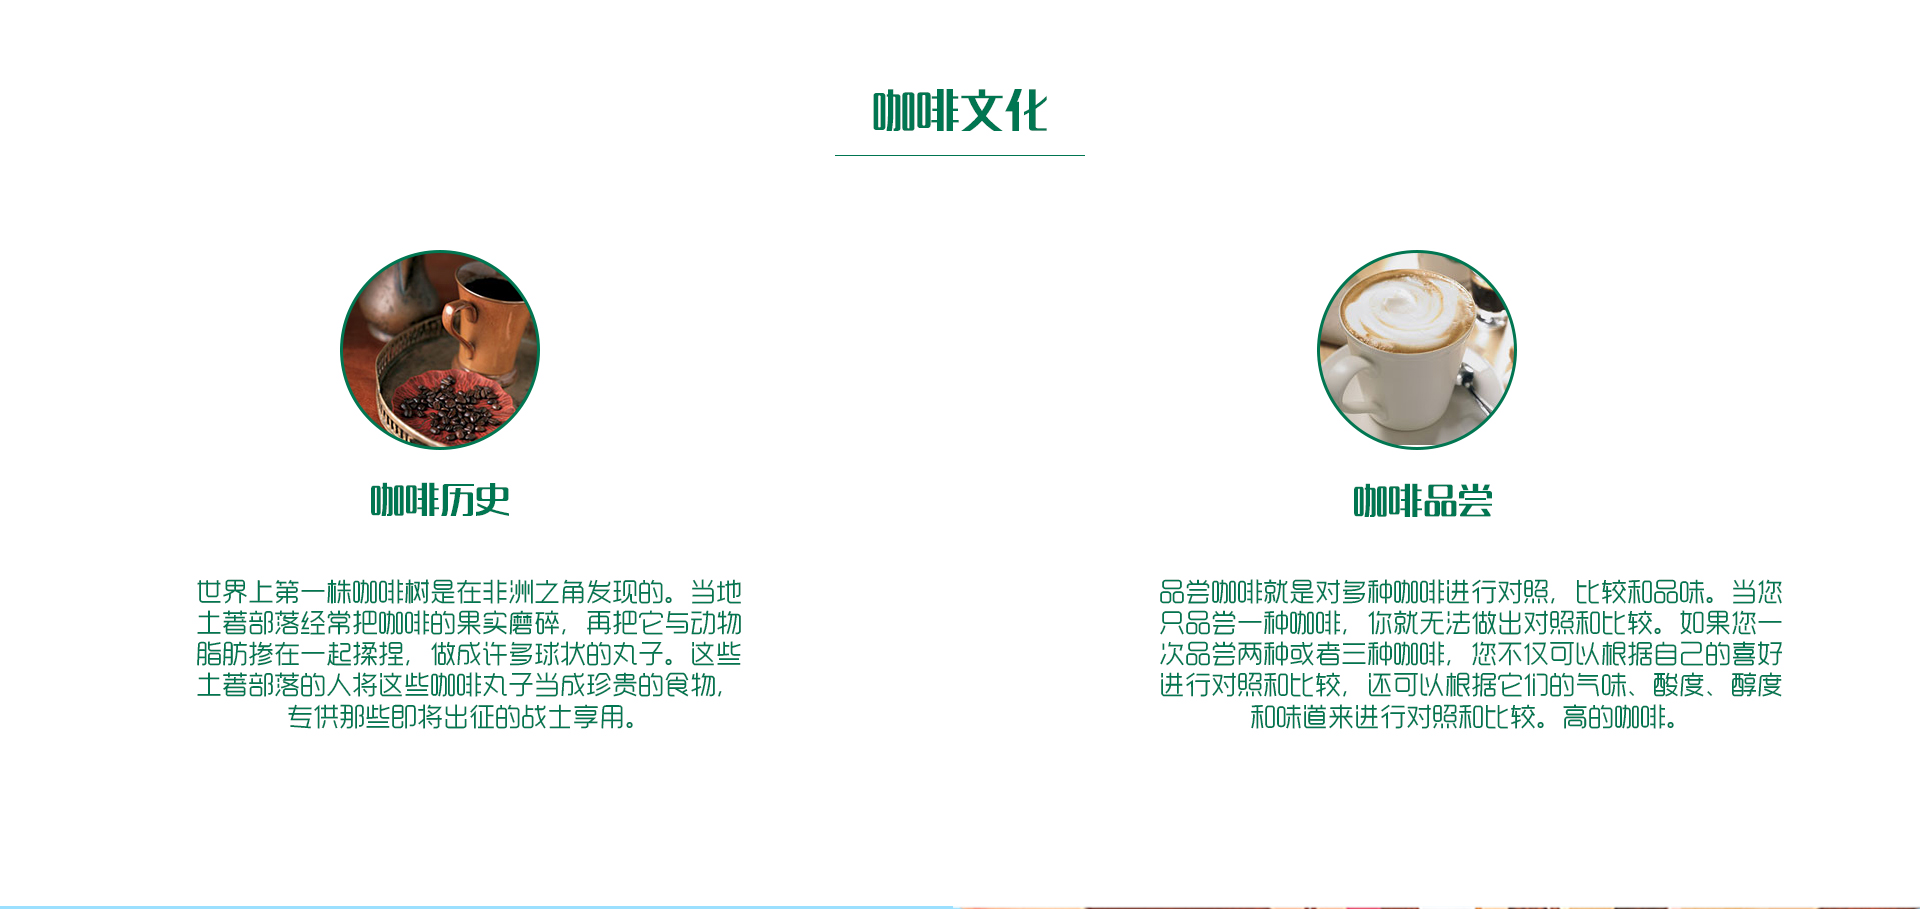 咖啡文化
咖啡历史
世界上第一株咖啡树是在非洲之角发现的。当地
土著部落经常把咖啡的果实磨碎，再把它与动物
脂肪掺在一起揉捏，做成许多球状的丸子。这些
土著部落的人将这些咖啡丸子当成珍贵的食物，
专供那些即将出征的战士享用。
咖啡品尝
品尝咖啡就是对多种咖啡进行对照，比较和品味。当您
只品尝一种咖啡，你就无法做出对照和比较。如果您一
次品尝两种或者三种咖啡，您不仅可以根据自己的喜好
进行对照和比较，还可以根据它们的气味、酸度、醇度
和味道来进行对照和比较。高的咖啡。